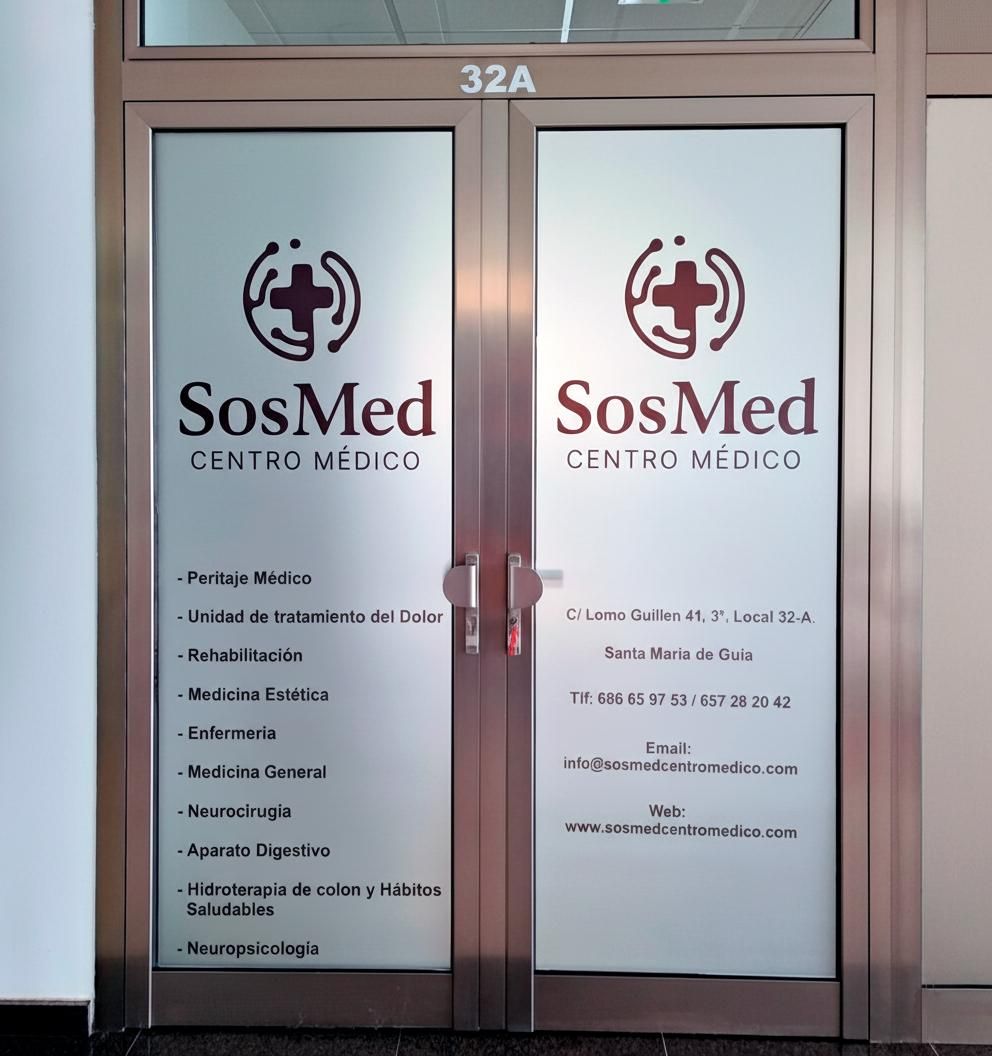 32A
SosMed
CENTRO MÉDICO
- Peritaje Médico
- Unidad de tratamiento del Dolor
- Rehabilitación
- Medicina Estética
- Enfermeria
- Medicina General
- Neurocirugia
- Aparato Digestivo
- Hidroterapia de colon y Hábitos
Saludables
- Neuropsicología
SosMed
CENTRO MÉDICO
C/ Lomo Guillen 41, 3ª, Local 32-A.
Santa Maria de Guia
Tlf: 686 65 97 53 / 657 28 20 42
Email:
info@sosmedcentromedico.com
Web:
www.sosmedcentromedico.com